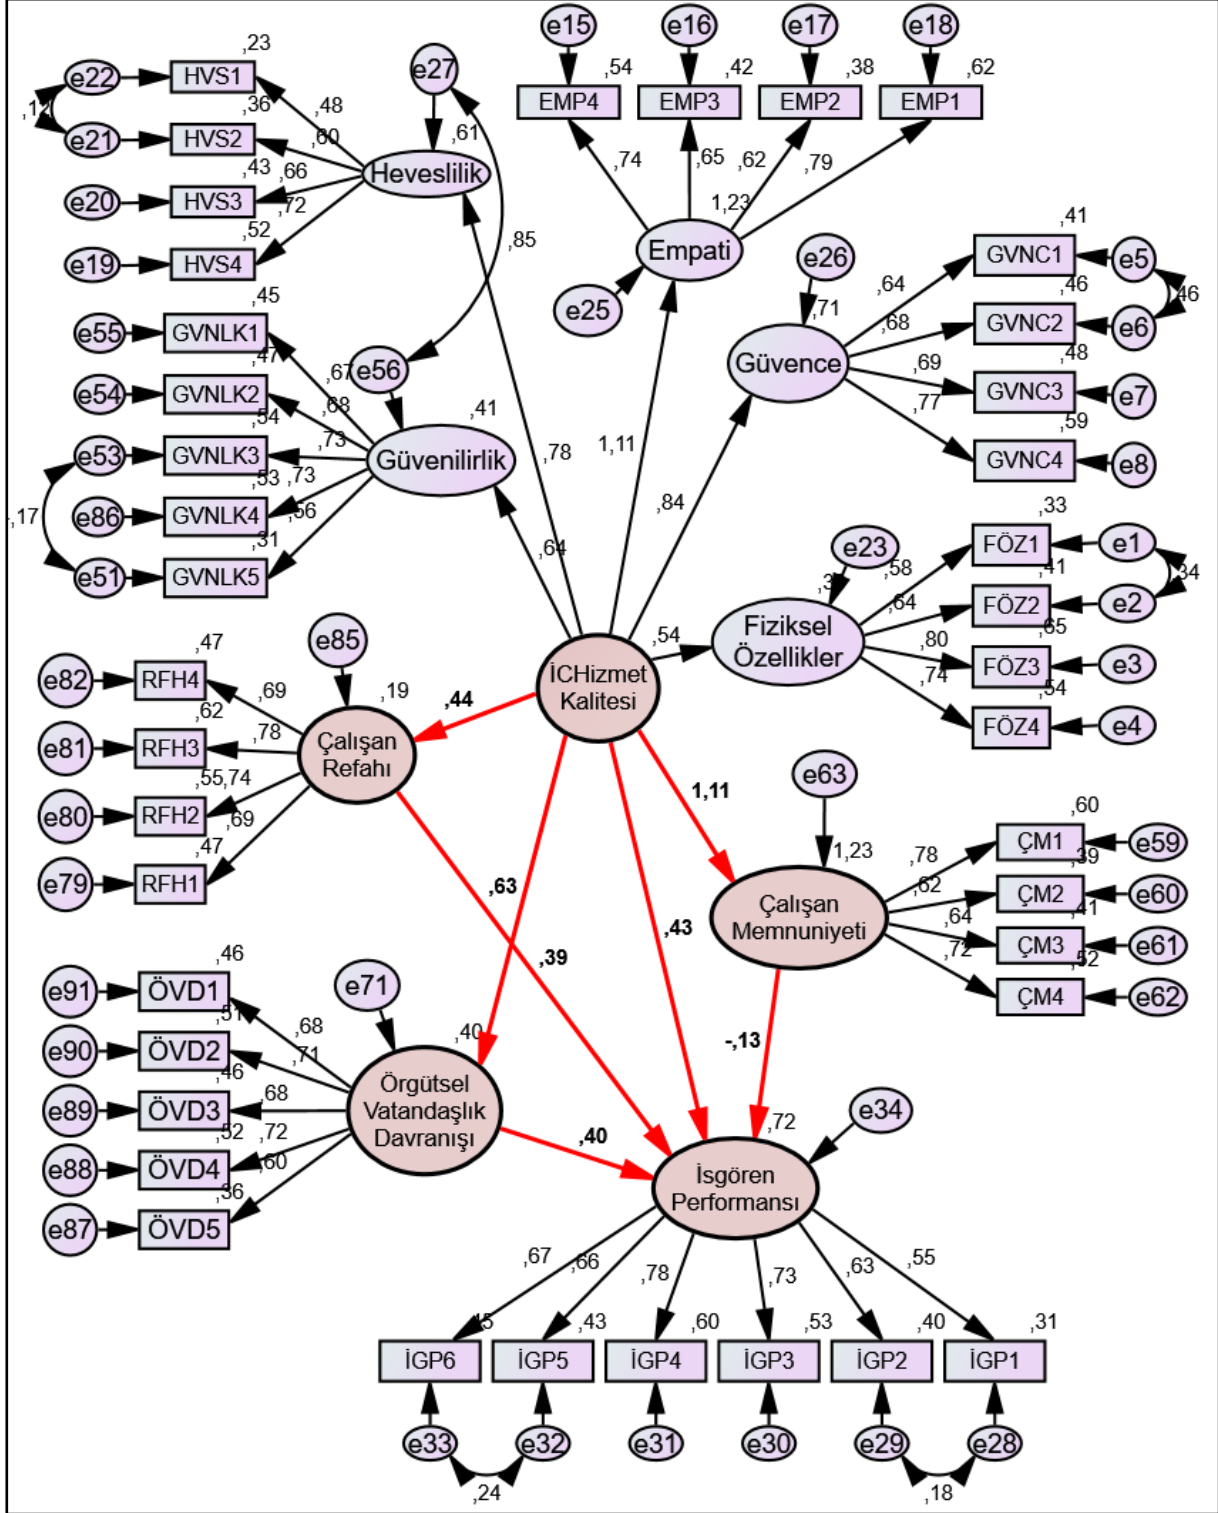 e15
e16
e17
e18
,54
,42
,38
,62
EMP4
EMP3
EMP2
EMP1
,74
,65
,62
,79
1,23
Empati
e25
e22
HVS1
,23
e21
HVS2
,36
e20
HVS3
,43
e19
HVS4
,52
,48
,60
,66
,72
e27
,61
Heveslilik
,85
e26
,71
Güvence
,64
,68
,69
,77
GVNC1
,41
e5
GVNC2
,46
e6
GVNC3
,48
e7
GVNC4
,59
e8
e55
GVNLK1
,45
e54
GVNLK2
,47
e53
GVNLK3
,54
e86
GVNLK4
,53
e51
GVNLK5
,31
,17
,67
,68
,73
,73
,56
e56
,41
Güvenilirlik
,78
1,11
,84
,64
,54
e23
Fiziksel
Özellikler
,58
,64
,80
,74
FÖZ1
,33
e1
FÖZ2
,41
e2
FÖZ3
,65
e3
FÖZ4
,54
e4
İCHizmet
Kalitesi
e85
,19
Çalışan
Refahı
e82
RFH4
,47
e81
RFH3
,62
e80
RFH2
,55
e79
RFH1
,47
,69
,78
,74
,69
,44
,63
,39
,43
1,11
-,13
,40
e63
1,23
Çalışan
Memnuniyeti
,78
,62
,64
,72
ÇM1
,60
e59
ÇM2
,39
e60
ÇM3
,41
e61
ÇM4
,52
e62
e71
,40
Örgütsel
Vatandaşlık
Davranışı
e91
ÖVD1
,46
e90
ÖVD2
,51
e89
ÖVD3
,46
e88
ÖVD4
,52
e87
ÖVD5
,36
,68
,71
,68
,72
,60
e34
,72
İsgören
Performansı
,67
,66
,78
,73
,63
,55
,43
,60
,53
,40
,31
İGP6
İGP5
İGP4
İGP3
İGP2
İGP1
e33
e32
e31
e30
e29
e28
,24
,18